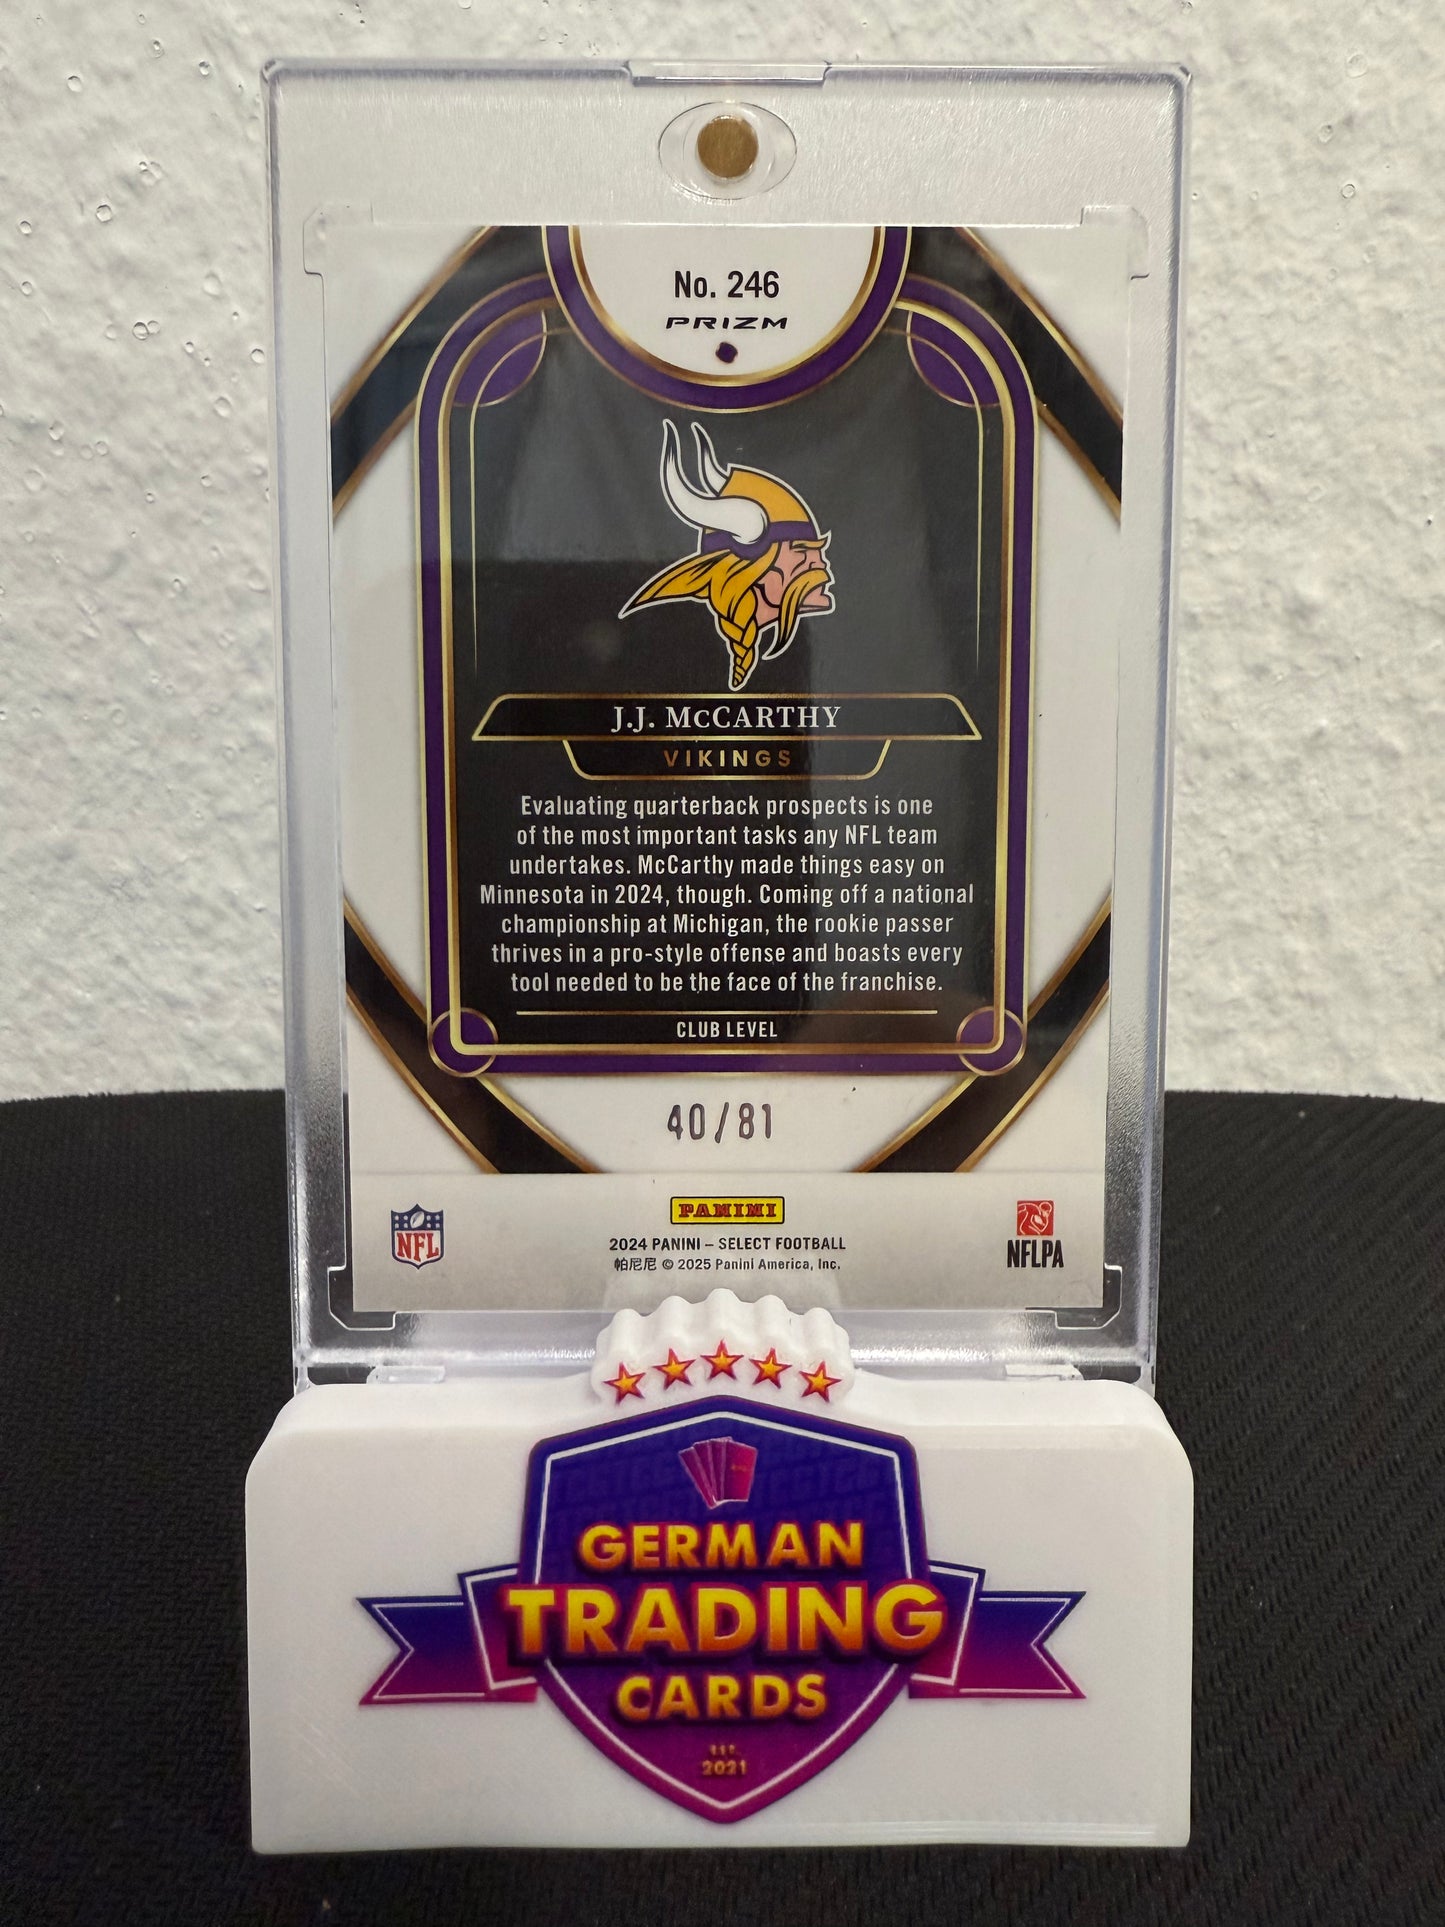 No. 246
PRIZM
J.J. McCARTHY
VIKINGS
Evaluating quarterback prospects is one
of the most important tasks any NFL team
undertakes. McCarthy made things easy on
Minnesota in 2024, though. Coming off a national
championship at Michigan, the rookie passer
thrives in a pro-style offense and boasts every
tool needed to be the face of the franchise.
CLUB LEVEL
40/81
PANINI
NFL
2024 PANINI – SELECT FOOTBALL
帕尼尼 © 2025 Panini America, Inc.
NFLPA
GERMAN
TRADING
CARDS
EST.
2021